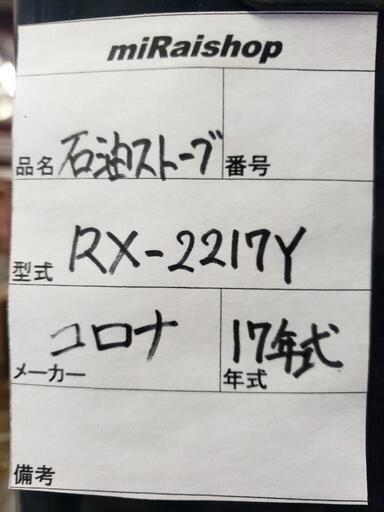 miRaishop
品名 石油ストーブ 番号
型式 RX-2217Y
メーカー コロナ 年式 17年式
備考